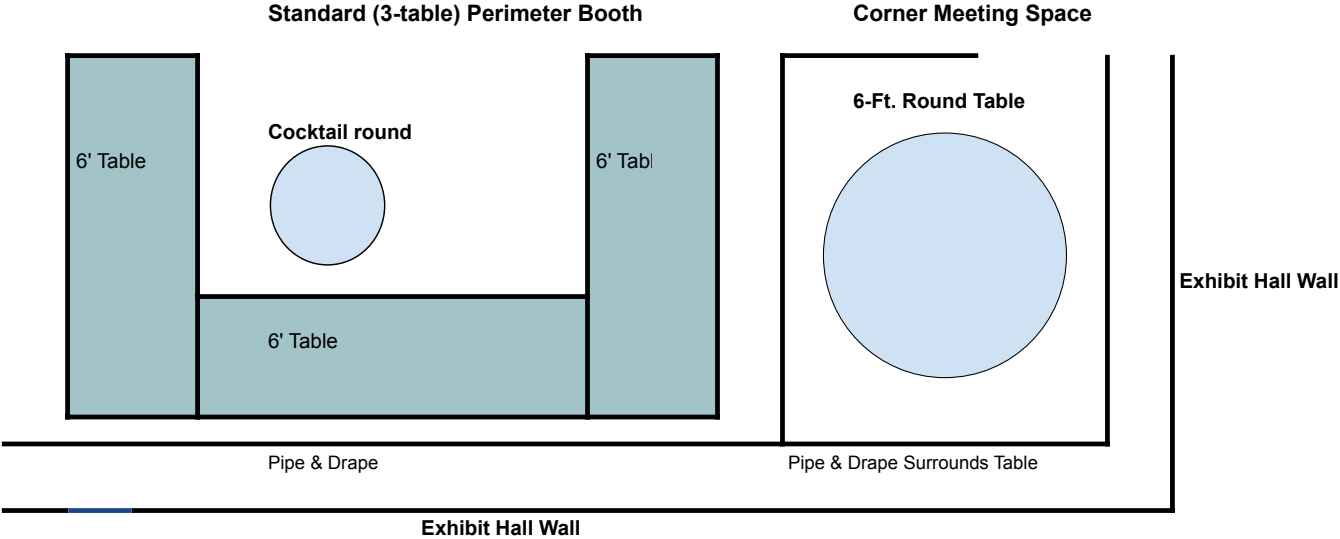 Standard (3-table) Perimeter Booth
Corner Meeting Space
6-Ft. Round Table
Cocktail round
6' Table
6' Tabl
6' Table
Exhibit Hall Wall
Pipe & Drape
Pipe & Drape Surrounds Table
Exhibit Hall Wall